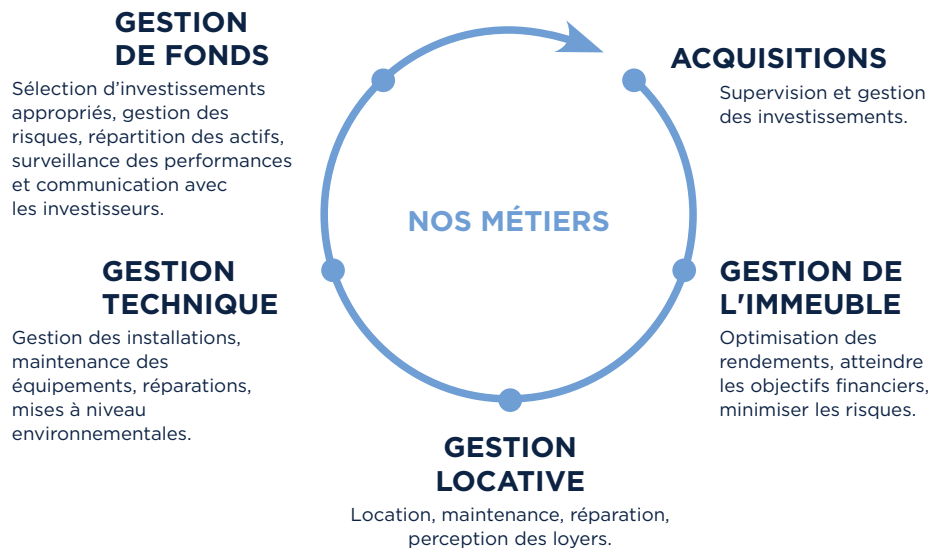 GESTION
DE FONDS
Sélection d’investissements
appropriés, gestion des
risques, répartition des actifs,
surveillance des performances
et communication avec
les investisseurs.
ACQUISITIONS
Supervision et gestion
des investissements.
NOS MÉTIERS
GESTION
TECHNIQUE
Gestion des installations,
maintenance des
équipements, réparations,
mises à niveau
environnementales.
GESTION DE
L'IMMEUBLE
Optimisation des
rendements, atteindre
les objectifs financiers,
minimiser les risques.
GESTION
LOCATIVE
Location, maintenance, réparation,
perception des loyers.